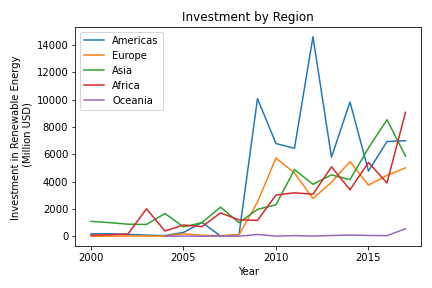 Investment by Region
Americas
Europe
Asia
Africa
Oceania
Investment in Renewable Energy
(Million USD)
14000
12000
10000
8000
6000
4000
2000
0
2000
2005
2010
2015
Year